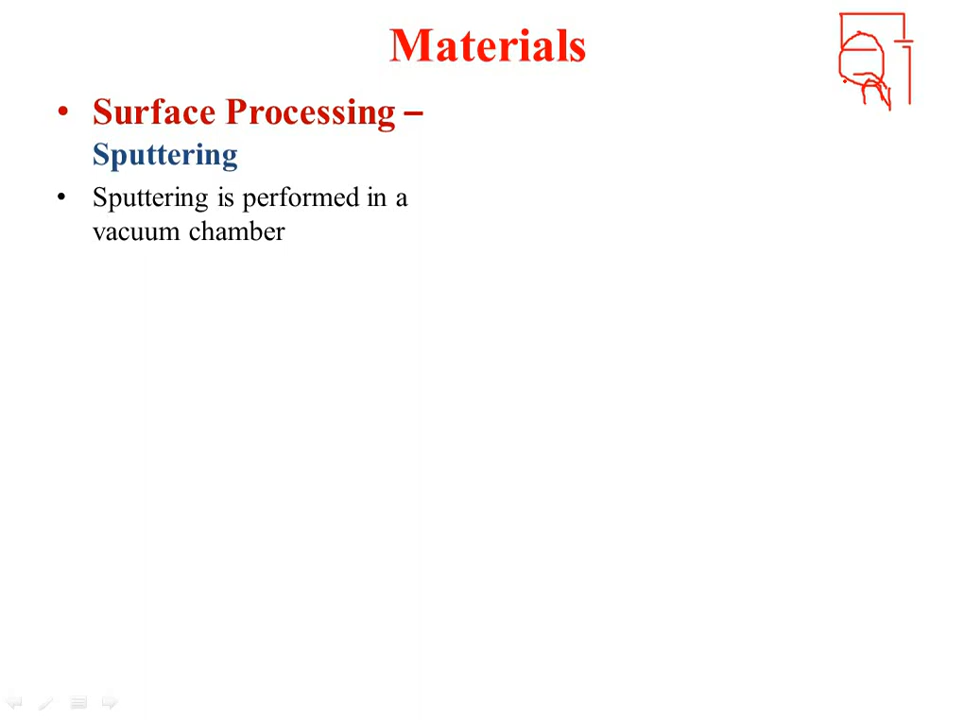 Materials
• Surface Processing –
Sputtering
• Sputtering is performed in a
vacuum chamber